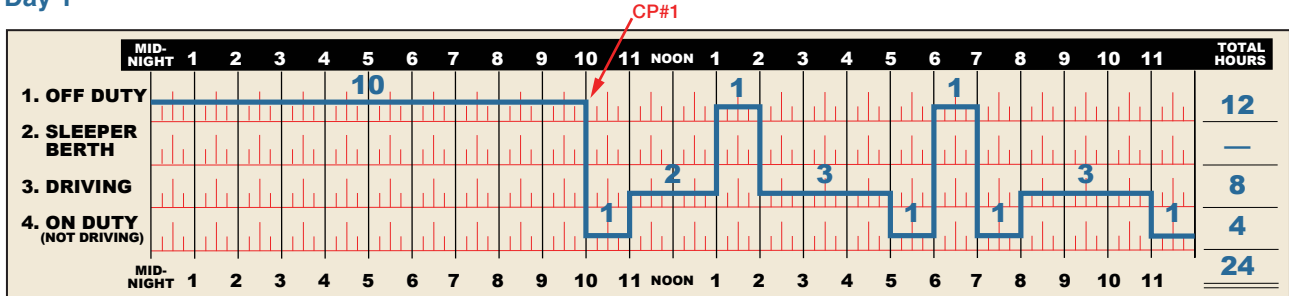 Day 1
CP#1
MID-NIGHT 1 2 3 4 5 6 7 8 9 10 11 NOON 1 2 3 4 5 6 7 8 9 10 11 TOTAL HOURS
1. OFF DUTY 10 1 1 12
2. SLEEPER BERTH —
3. DRIVING 2 3 3 8
4. ON DUTY (NOT DRIVING) 1 1 1 1 4
MID-NIGHT 1 2 3 4 5 6 7 8 9 10 11 NOON 1 2 3 4 5 6 7 8 9 10 11 24